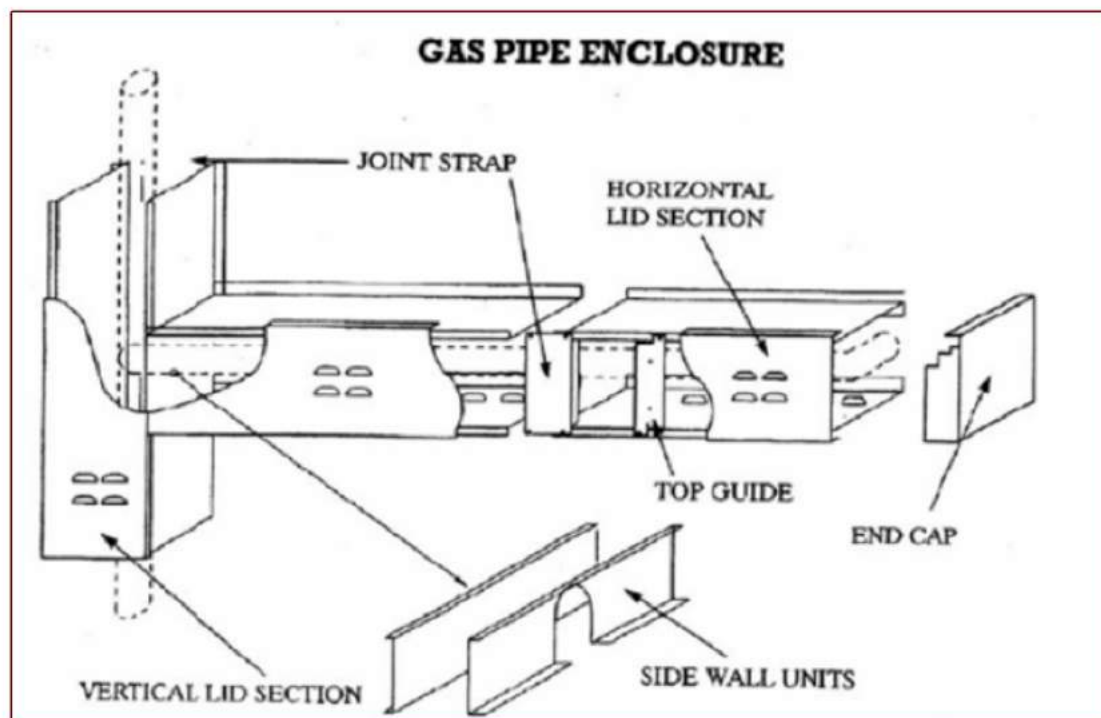 GAS PIPE ENCLOSURE
JOINT STRAP
HORIZONTAL
LID SECTION
TOP GUIDE
END CAP
SIDE WALL UNITS
VERTICAL LID SECTION